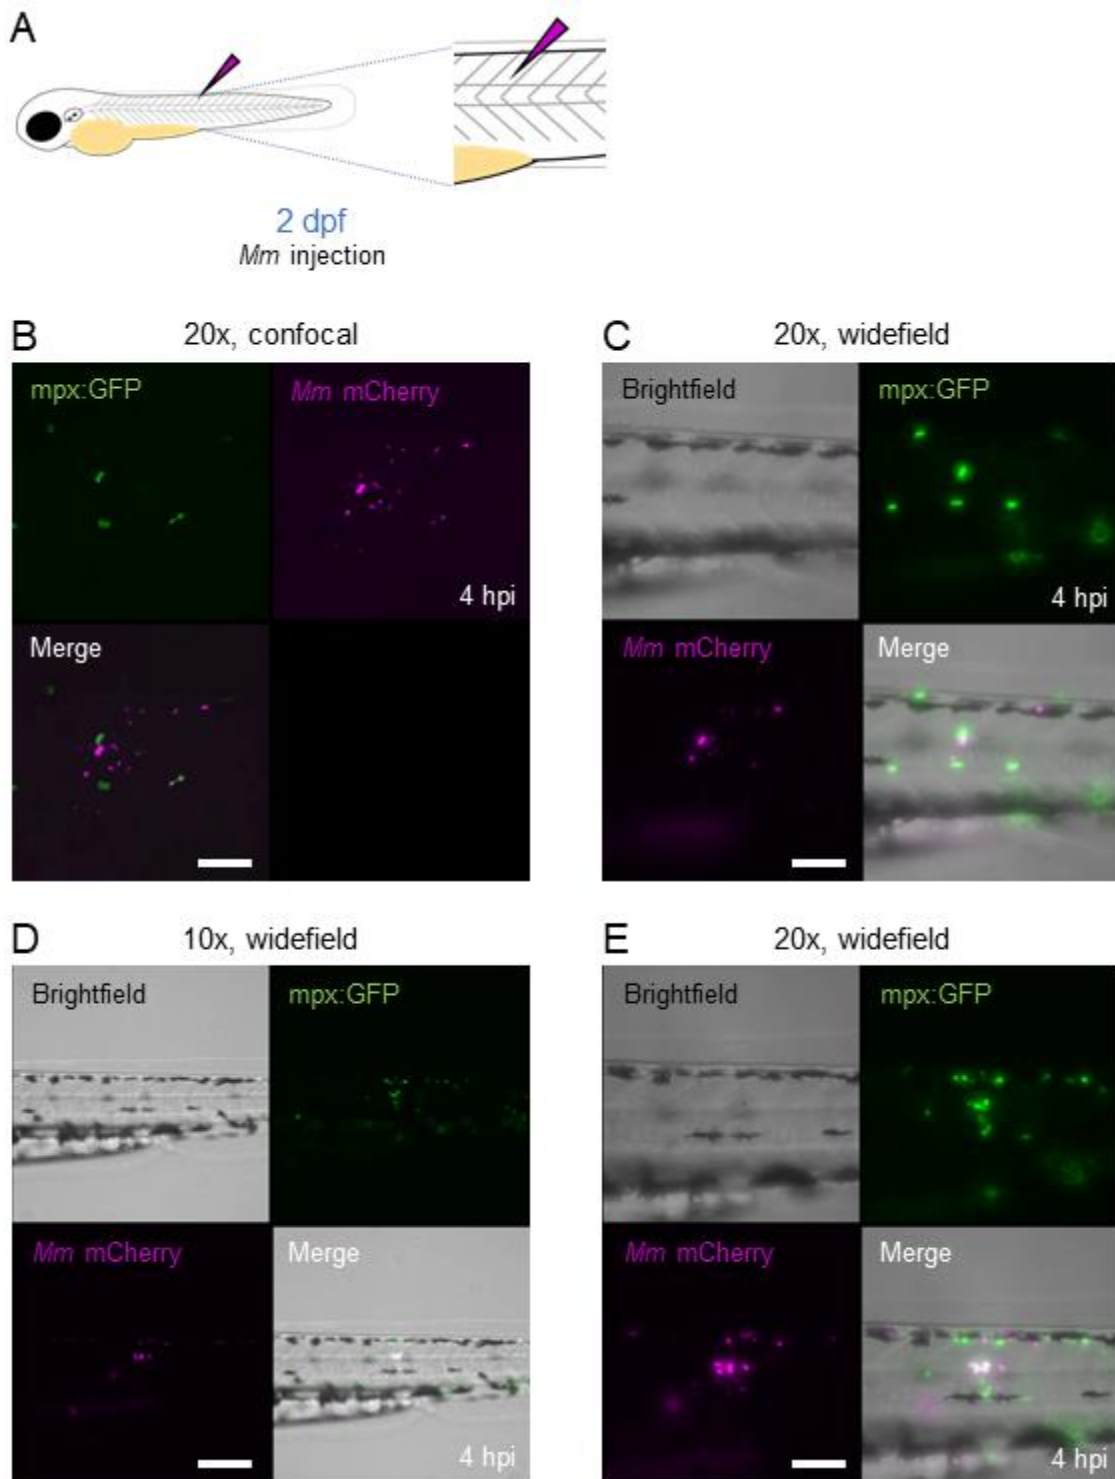 A
2 dpf
Mm injection
B
20x, confocal
mpx:GFP
Mm mCherry
4 hpi
Merge
C
20x, widefield
Brightfield
mpx:GFP
4 hpi
Mm mCherry
Merge
D
10x, widefield
Brightfield
mpx:GFP
Mm mCherry
Merge
4 hpi
E
20x, widefield
Brightfield
mpx:GFP
Mm mCherry
Merge
4 hpi